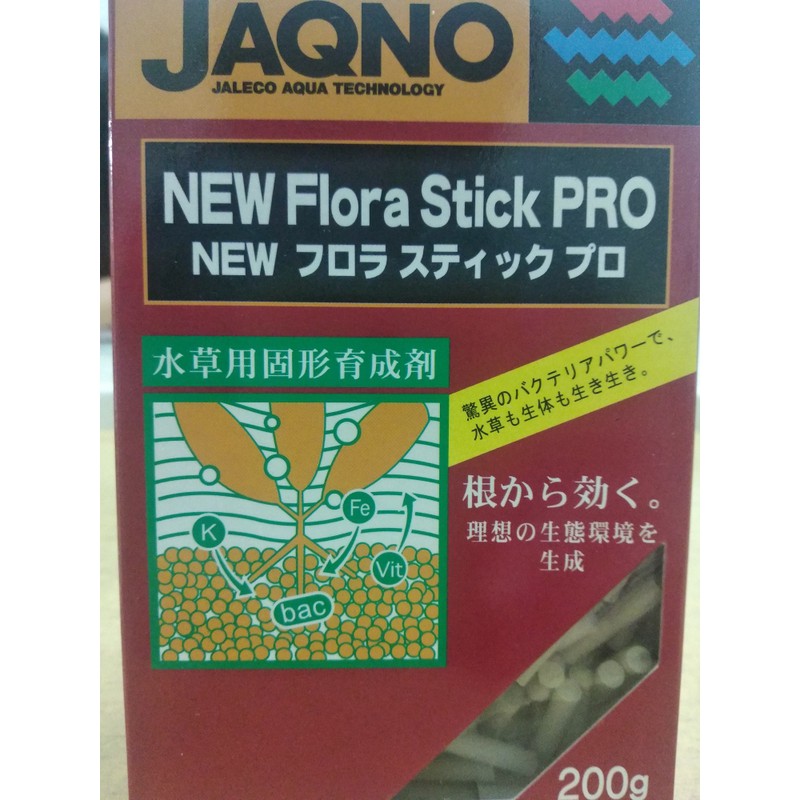 JAQNO
JALECO AQUA TECHNOLOGY
NEW Flora Stick PRO
NEW フロラ スティック プロ
水草用固形育成剤
驚異のバクテリアパワーで、
水草も生体も生き生き。
根から効く。
理想の生態環境を
生成
K
Fe
Vit
bac
200g